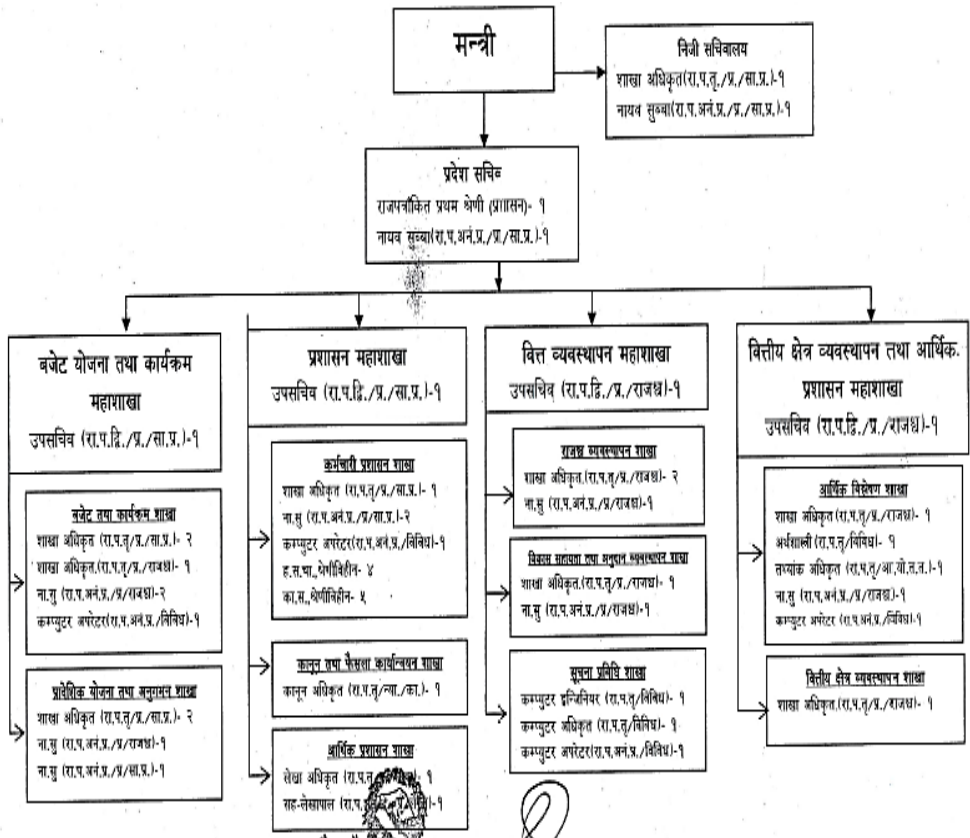 मन्त्री
निजी सचिवालय
शाखा अधिकृत(रा.प.तृ./प्र./सा.प्र.)-१
नायव सुब्बा(रा.प.अनं.प्र./प्र./सा.प्र.)-१
प्रदेश सचिव
राजपत्रांकित प्रथम श्रेणी (प्रशासन)- १
नायव सुब्बा(रा.प.अनं.प्र./प्र/सा.प्र.)-१
बजेट योजना तथा कार्यक्रम
महाशाखा
उपसचिव (रा.प.द्वि./प्र./सा.प्र.)-१
बजेट तथा कार्यक्रम शाखा
शाखा अधिकृत (रा.प.तृ/प्र./सा.प्र.)- २
शाखा अधिकृत.(रा.प.तृ/प्र./राजश्व)- १
ना.सु (रा.प.अनं.प्र./प्र/राजश्व)-२
कम्प्युटर अपरेटर(रा.प.अनं.प्र./विविध)-१
प्रादेशिक योजना तथा अनुगमन शाखा
शाखा अधिकृत (रा.प.तृ/प्र./सा.प्र.)- २
ना.सु (रा.प.अनं.प्र./प्र/राजश्व)-१
ना.सु (रा.प.अनं.प्र./प्र/सा.प्र.)-१
प्रशासन महाशाखा
उपसचिव (रा.प.द्वि./प्र./सा.प्र.)-१
कर्मचारी प्रशासन शाखा
शाखा अधिकृत (रा.प.तृ/प्र./सा.प्र.)- १
ना.सु (रा.प.अनं.प्र./प्र/सा.प्र.)-२
कम्प्युटर अपरेटर(रा.प.अनं.प्र./विविध)-१
ह.स.चा.,श्रेणीविहीन- ४
का.स.,श्रेणीविहीन- ५
कानून तथा फैसला कार्यान्वयन शाखा
कानून अधिकृत (रा.प.तृ/न्या./का.)- १
आर्थिक प्रशासन शाखा
लेखा अधिकृत (रा.प.तृ १
सह-लेखापाल (रा.प. -१
वित्त व्यवस्थापन महाशाखा
उपसचिव (रा.प.द्वि./प्र./राजश्व)-१
राजश्व व्यवस्थापन शाखा
शाखा अधिकृत.(रा.प.तृ/प्र./राजश्व)- २
ना.सु (रा.प.अनं.प्र./प्र/राजश्व)-१
विकास सहायता तथा अनुदान व्यवस्थापन शाखा
शाखा अधिकृत.(रा.प.तृ/प्र./राजश्व)- १
ना.सु (रा.प.अनं.प्र./प्र/राजश्व)-१
सूचना प्रविधि शाखा
कम्प्युटर इन्जिनियर (रा.प.तृ/विविध)- १
कम्प्युटर अधिकृत (रा.प.तृ/विविध)- १
कम्प्युटर अपरेटर(रा.प.अनं.प्र./विविध)-१
वित्तीय क्षेत्र व्यवस्थापन तथा आर्थिक
प्रशासन महाशाखा
उपसचिव (रा.प.द्वि./प्र./राजश्व)-१
आर्थिक विश्लेषण शाखा
शाखा अधिकृत(रा.प.तृ/प्र./राजश्व)- १
अर्थशास्त्री(रा.प.तृ/विविध)- १
तथ्यांक अधिकृत (रा.प.तृ/आ.यो.त.त.)-१
ना.सु (रा.प.अनं.प्र./प्र/राजश्व)-१
कम्प्युटर अपरेटर (रा.प.अनं.प्र./विविध)-१
वित्तीय क्षेत्र व्यवस्थापन शाखा
शाखा अधिकृत.(रा.प.तृ/प्र./राजश्व)- १